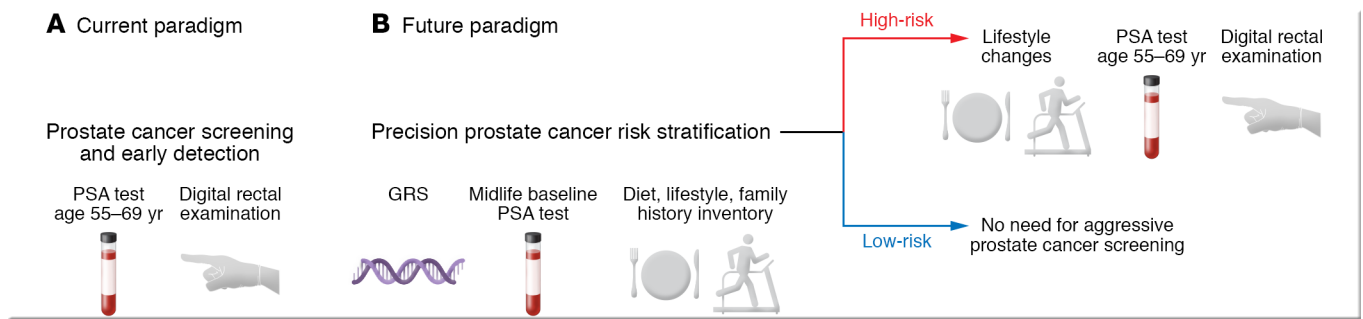 A Current paradigm
Prostate cancer screening
and early detection
PSA test
age 55–69 yr
Digital rectal
examination
B Future paradigm
Precision prostate cancer risk stratification
GRS
Midlife baseline
PSA test
Diet, lifestyle, family
history inventory
High-risk
Lifestyle
changes
PSA test
age 55–69 yr
Digital rectal
examination
Low-risk
No need for aggressive
prostate cancer screening